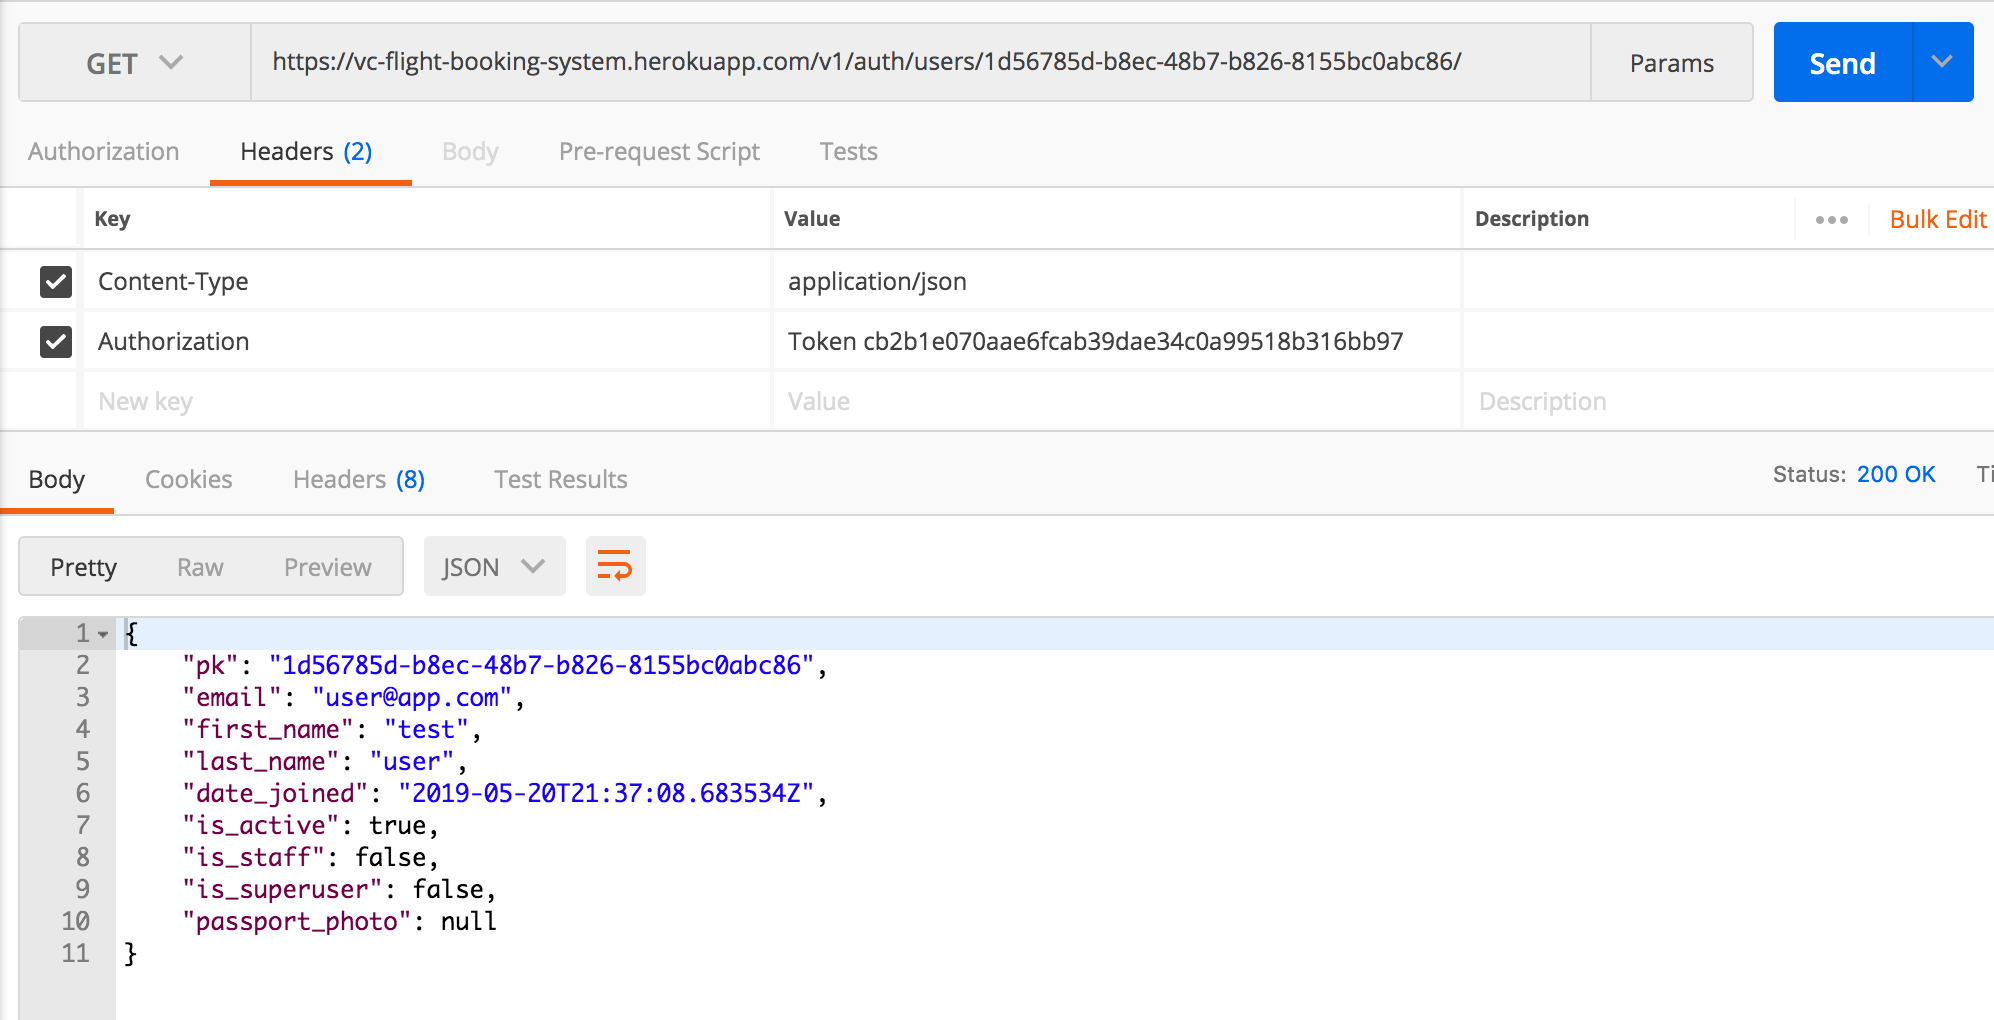 GET https://vc-flight-booking-system.herokuapp.com/v1/auth/users/1d56785d-b8ec-48b7-b826-8155bc0abc86/ Params Send
Authorization Headers (2) Body Pre-request Script Tests
Key Value Description ••• Bulk Edit
Content-Type application/json
Authorization Token cb2b1e070aae6fcab39dae34c0a99518b316bb97
New key Value Description
Body Cookies Headers (8) Test Results Status: 200 OK Ti
Pretty Raw Preview JSON
1 {
2 "pk": "1d56785d-b8ec-48b7-b826-8155bc0abc86",
3 "email": "user@app.com",
4 "first_name": "test",
5 "last_name": "user",
6 "date_joined": "2019-05-20T21:37:08.683534Z",
7 "is_active": true,
8 "is_staff": false,
9 "is_superuser": false,
10 "passport_photo": null
11 }